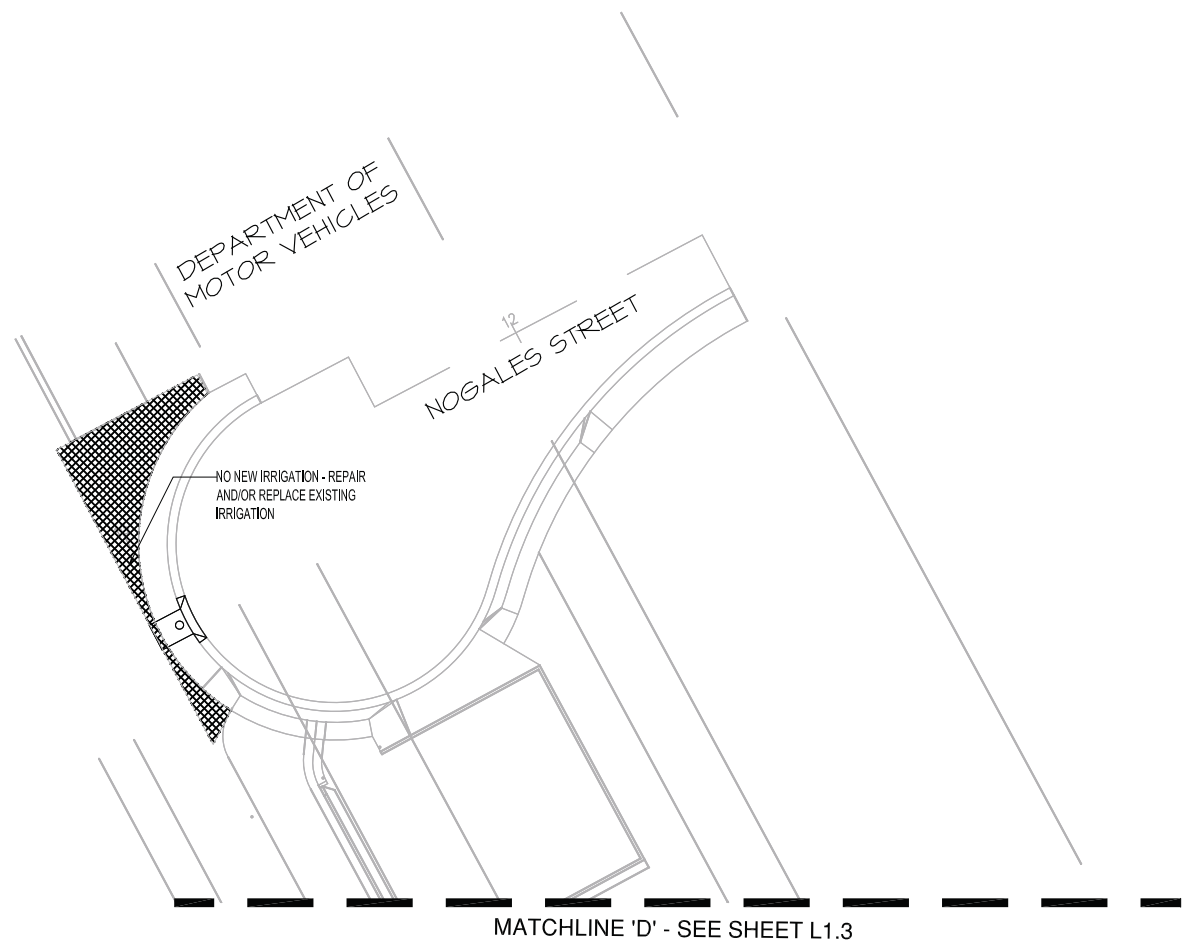 DEPARTMENT OF
MOTOR VEHICLES
12
NOGALES STREET
NO NEW IRRIGATION - REPAIR
AND/OR REPLACE EXISTING
IRRIGATION
MATCHLINE 'D' - SEE SHEET L1.3